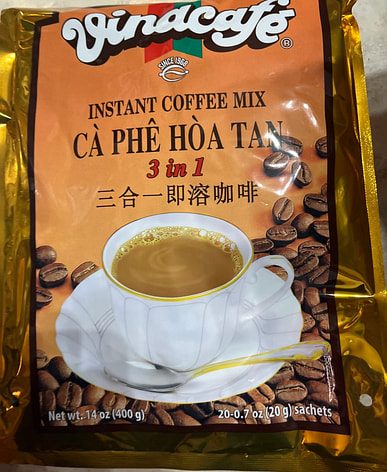 Vinacafé ®
SINCE 1968
INSTANT COFFEE MIX
CÀ PHÊ HÒA TAN
3 in 1
三合一即溶咖啡
Net wt. 14 oz (400 g)
20-0.7 oz (20 g) sachets